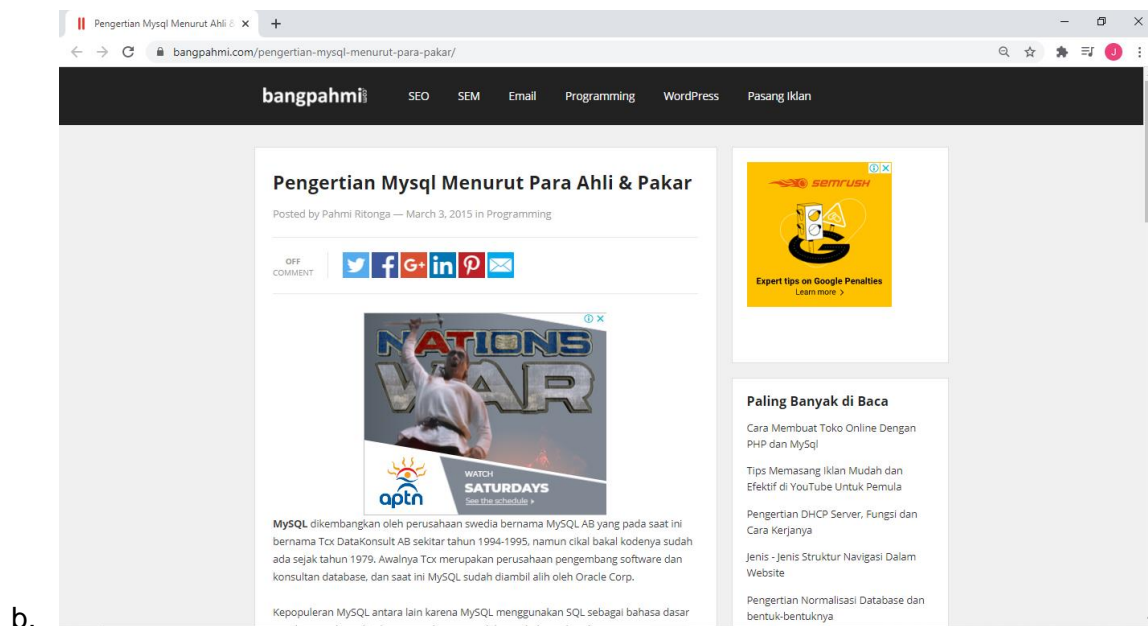 Pengertian Mysql Menurut Ahli &
bangpahmi.com/pengertian-mysql-menurut-para-pakar/
J
bangpahmi
SEO SEM Email Programming WordPress Pasang Iklan
Pengertian Mysql Menurut Para Ahli & Pakar
Posted by Pahmi Ritonga — March 3, 2015 in Programming
OFF
COMMENT
G+ in
NATIONS
WAR
aptn
WATCH
SATURDAYS
See the schedule
MySQL dikembangkan oleh perusahaan swedia bernama MySQL AB yang pada saat ini
bernama Tcx DataKonsult AB sekitar tahun 1994-1995, namun cikal bakal kodenya sudah
ada sejak tahun 1979. Awalnya Tcx merupakan perusahaan pengembang software dan
konsultan database, dan saat ini MySQL sudah diambil alih oleh Oracle Corp.
Kepopuleran MySQL antara lain karena MySQL menggunakan SQL sebagai bahasa dasar
semrush
G
Expert tips on Google Penalties
Learn more >
Paling Banyak di Baca
Cara Membuat Toko Online Dengan
PHP dan MySql
Tips Memasang Iklan Mudah dan
Efektif di YouTube Untuk Pemula
Pengertian DHCP Server, Fungsi dan
Cara Kerjanya
Jenis - Jenis Struktur Navigasi Dalam
Website
Pengertian Normalisasi Database dan
bentuk-bentuknya
b.